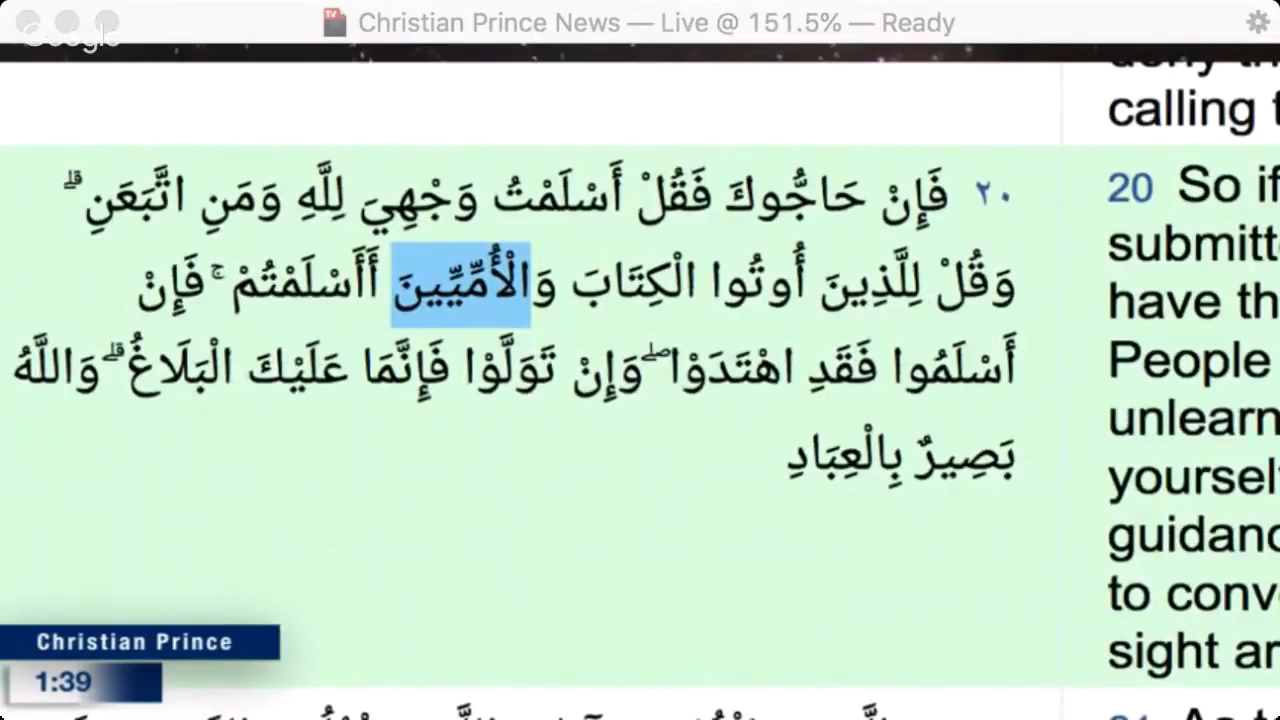 Christian Prince News — Live @ 151.5% — Ready
Google
calling
٢٠ فَإِنْ حَاجُّوكَ فَقُلْ أَسْلَمْتُ وَجْهِيَ لِلَّهِ وَمَنِ اتَّبَعَنِ ۗ
وَقُلْ لِلَّذِينَ أُوتُوا الْكِتَابَ وَالْأُمِّيِّينَ أَأَسْلَمْتُمْ ۚ فَإِنْ
أَسْلَمُوا فَقَدِ اهْتَدَوْا ۖ وَإِنْ تَوَلَّوْا فَإِنَّمَا عَلَيْكَ الْبَلَاغُ ۗ وَاللَّهُ
بَصِيرٌ بِالْعِبَادِ
20 So if
submitt
have th
People
unlearn
yoursel
guidanc
to conv
sight ar
Christian Prince
1:39